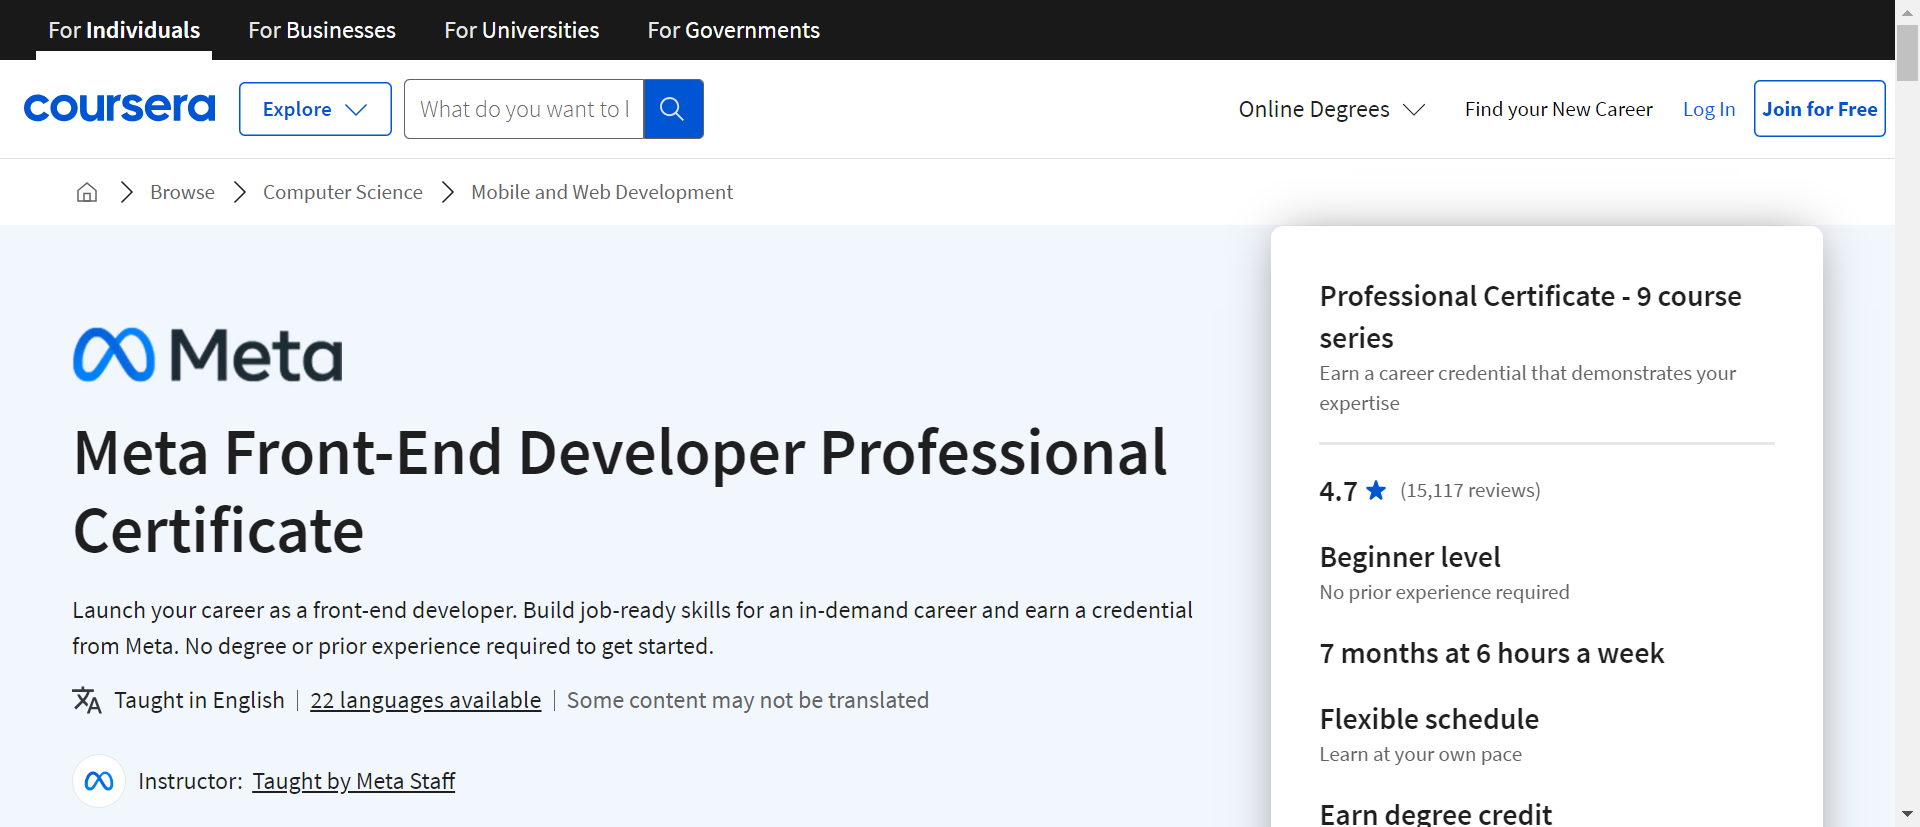 For Individuals For Businesses For Universities For Governments
coursera Explore What do you want to l Online Degrees Find your New Career Log In Join for Free
Browse Computer Science Mobile and Web Development
Meta
Meta Front-End Developer Professional
Certificate
Launch your career as a front-end developer. Build job-ready skills for an in-demand career and earn a credential
from Meta. No degree or prior experience required to get started.
Taught in English 22 languages available Some content may not be translated
Instructor: Taught by Meta Staff
Professional Certificate - 9 course
series
Earn a career credential that demonstrates your
expertise
4.7 (15,117 reviews)
Beginner level
No prior experience required
7 months at 6 hours a week
Flexible schedule
Learn at your own pace
Earn degree credit